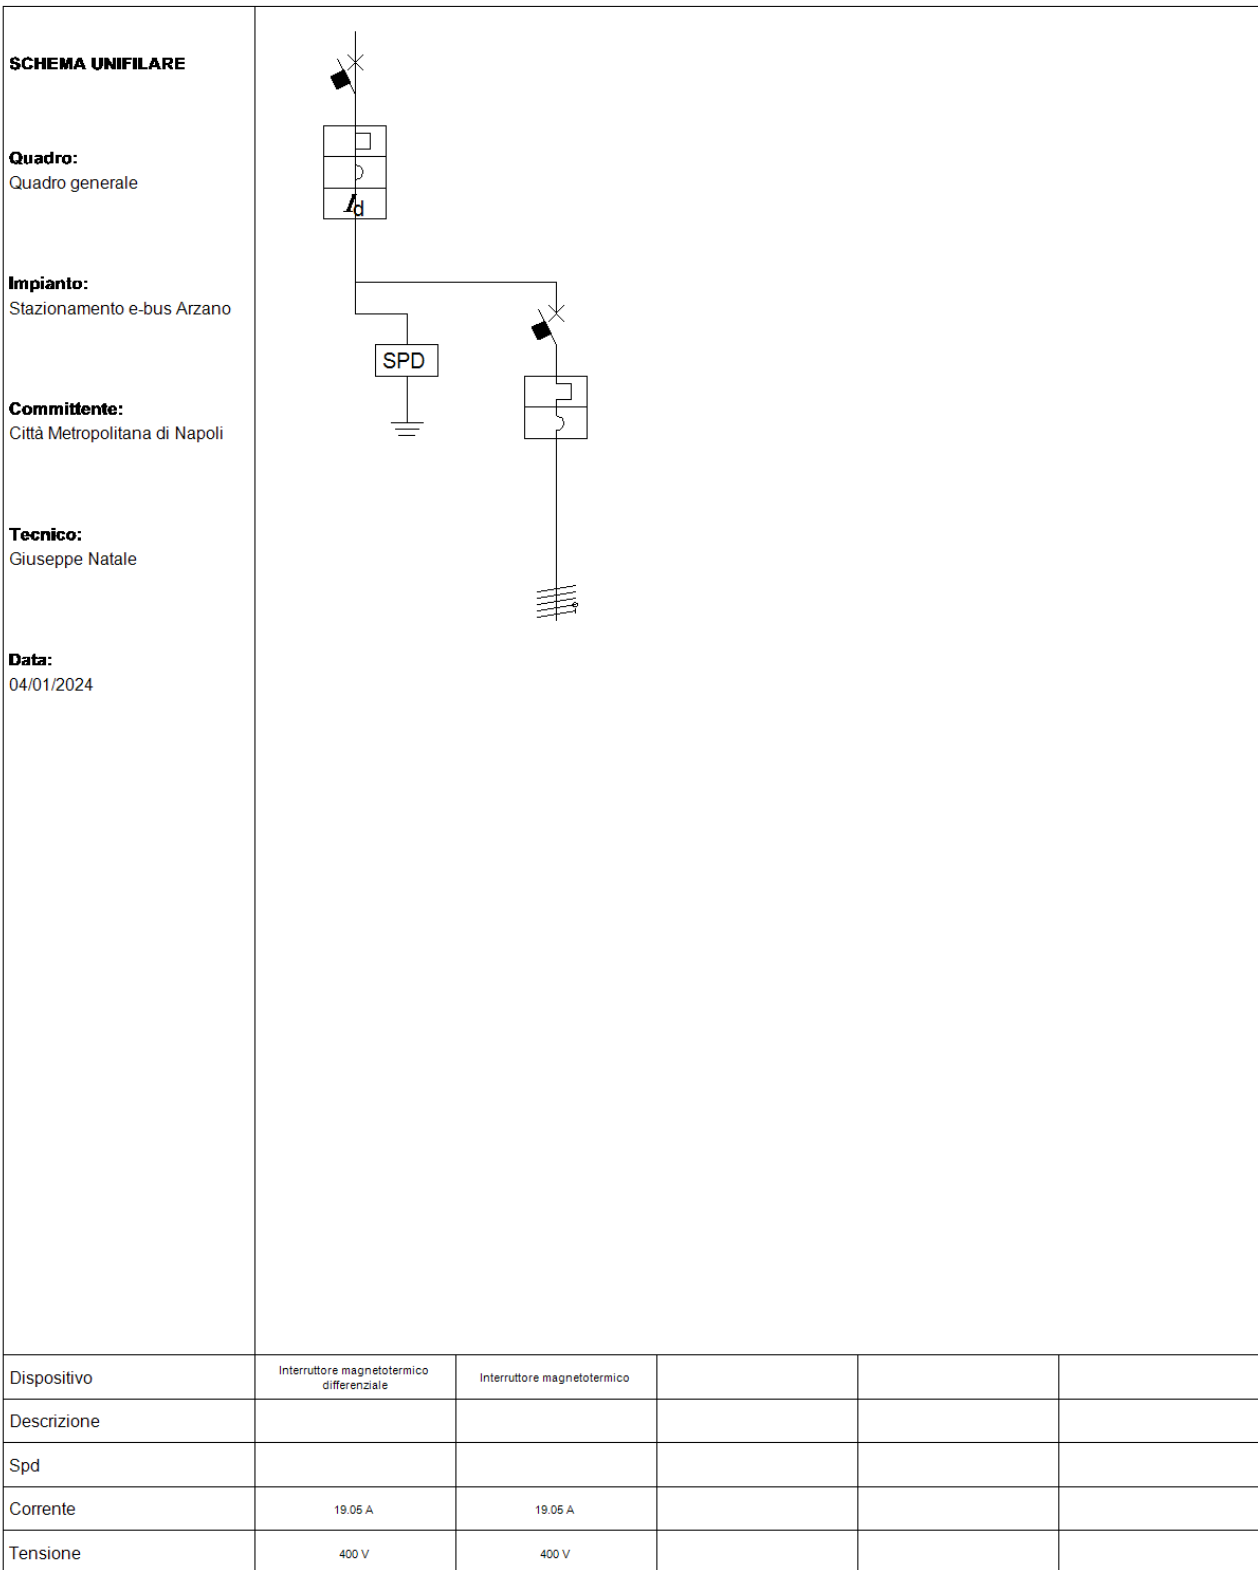 SCHEMA UNIFILARE
Quadro:
Quadro generale
Impianto:
Stazionamento e-bus Arzano
Committente:
Città Metropolitana di Napoli
Tecnico:
Giuseppe Natale
Data:
04/01/2024
Id
SPD
Dispositivo
Interruttore magnetotermico
differenziale
Interruttore magnetotermico
Descrizione
Spd
Corrente
19.05 A
19.05 A
Tensione
400 V
400 V